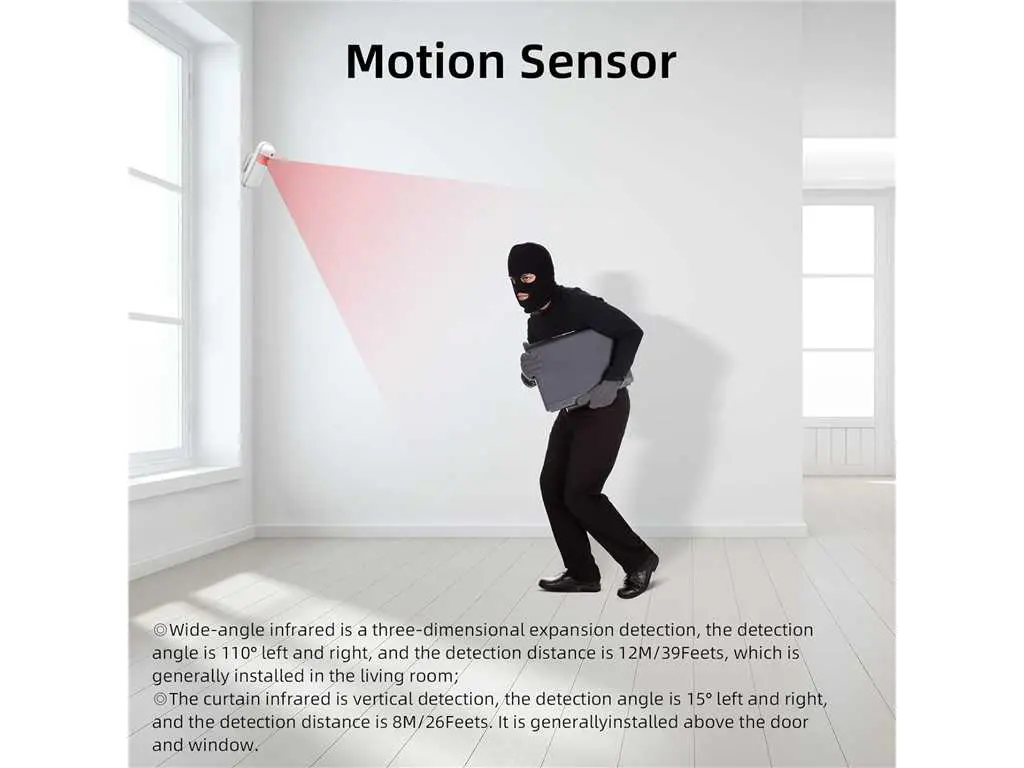 Motion Sensor
◎Wide-angle infrared is a three-dimensional expansion detection, the detection
angle is 110° left and right, and the detection distance is 12M/39Feets, which is
generally installed in the living room;
◎The curtain infrared is vertical detection, the detection angle is 15° left and right,
and the detection distance is 8M/26Feets. It is generallyinstalled above the door
and window.